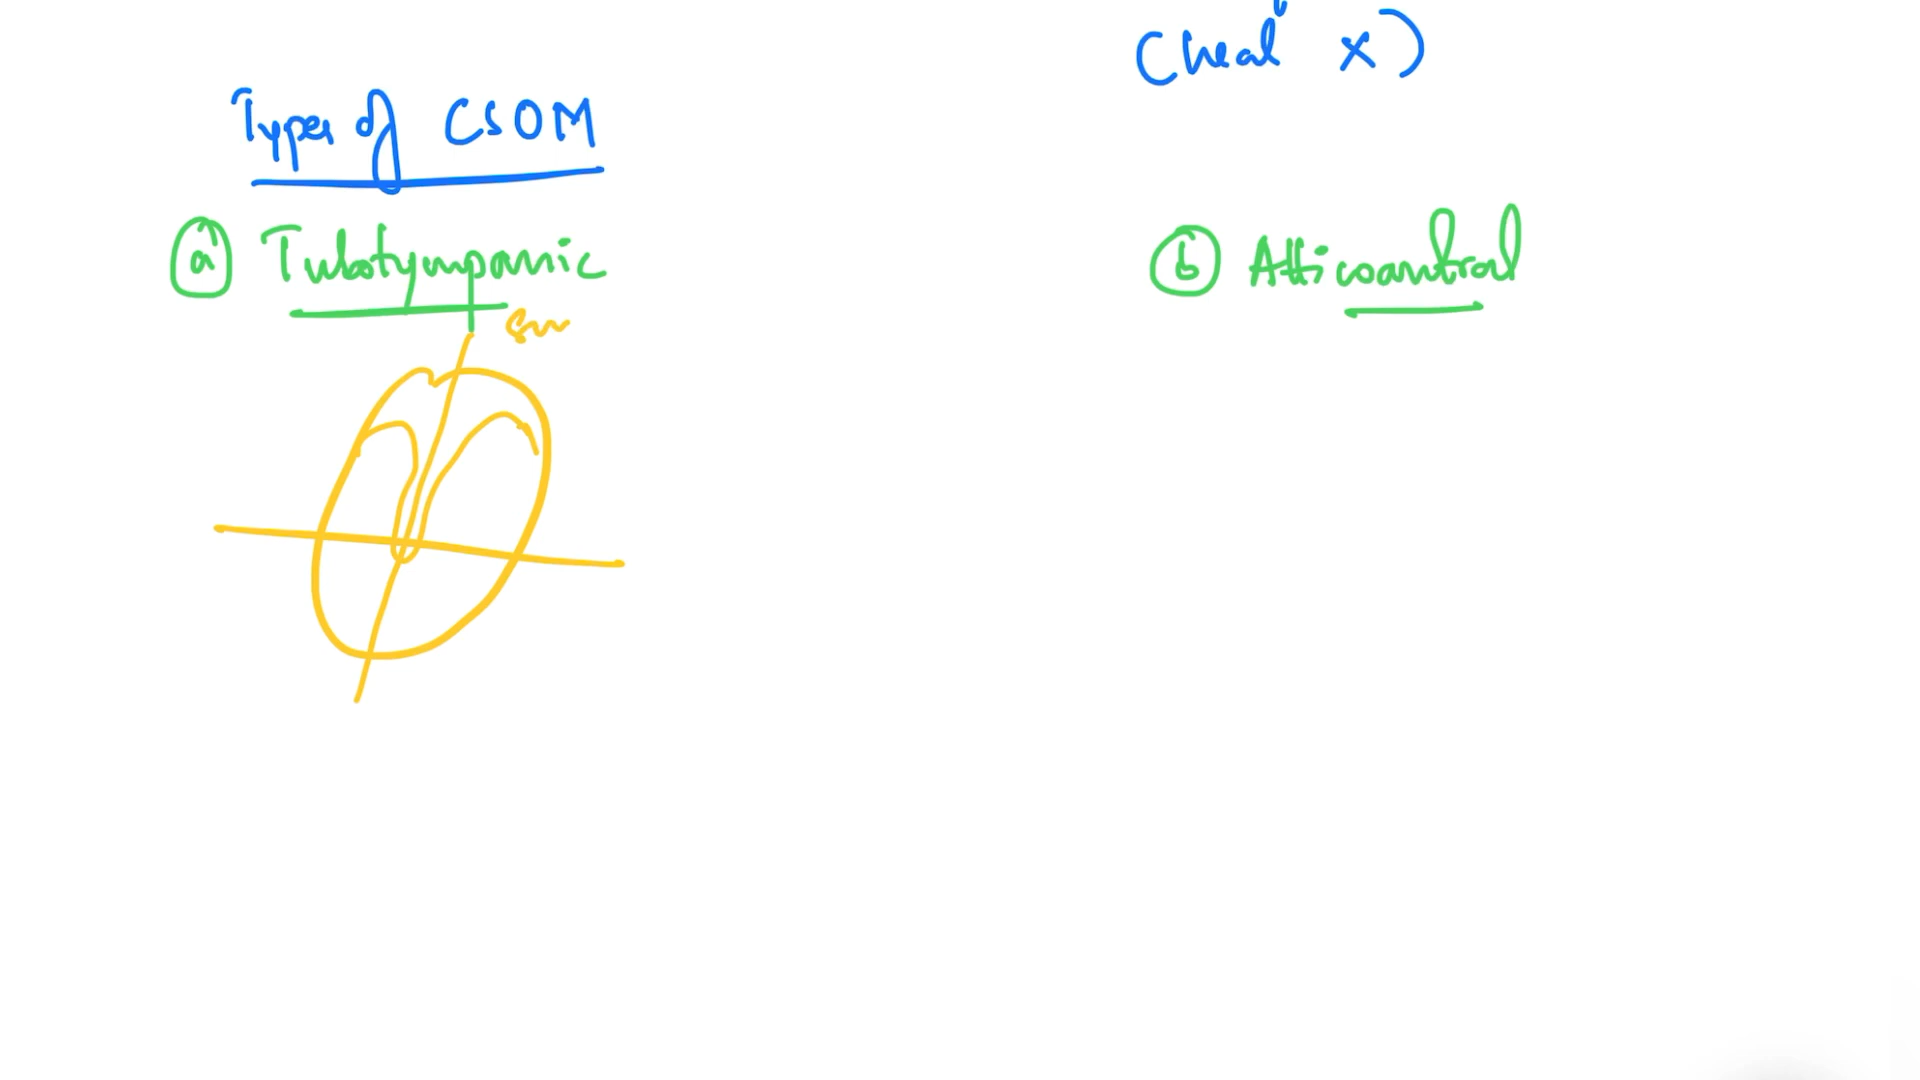 (heal x)
Types of CSOM
a Tubotympanic
b Atticoantral